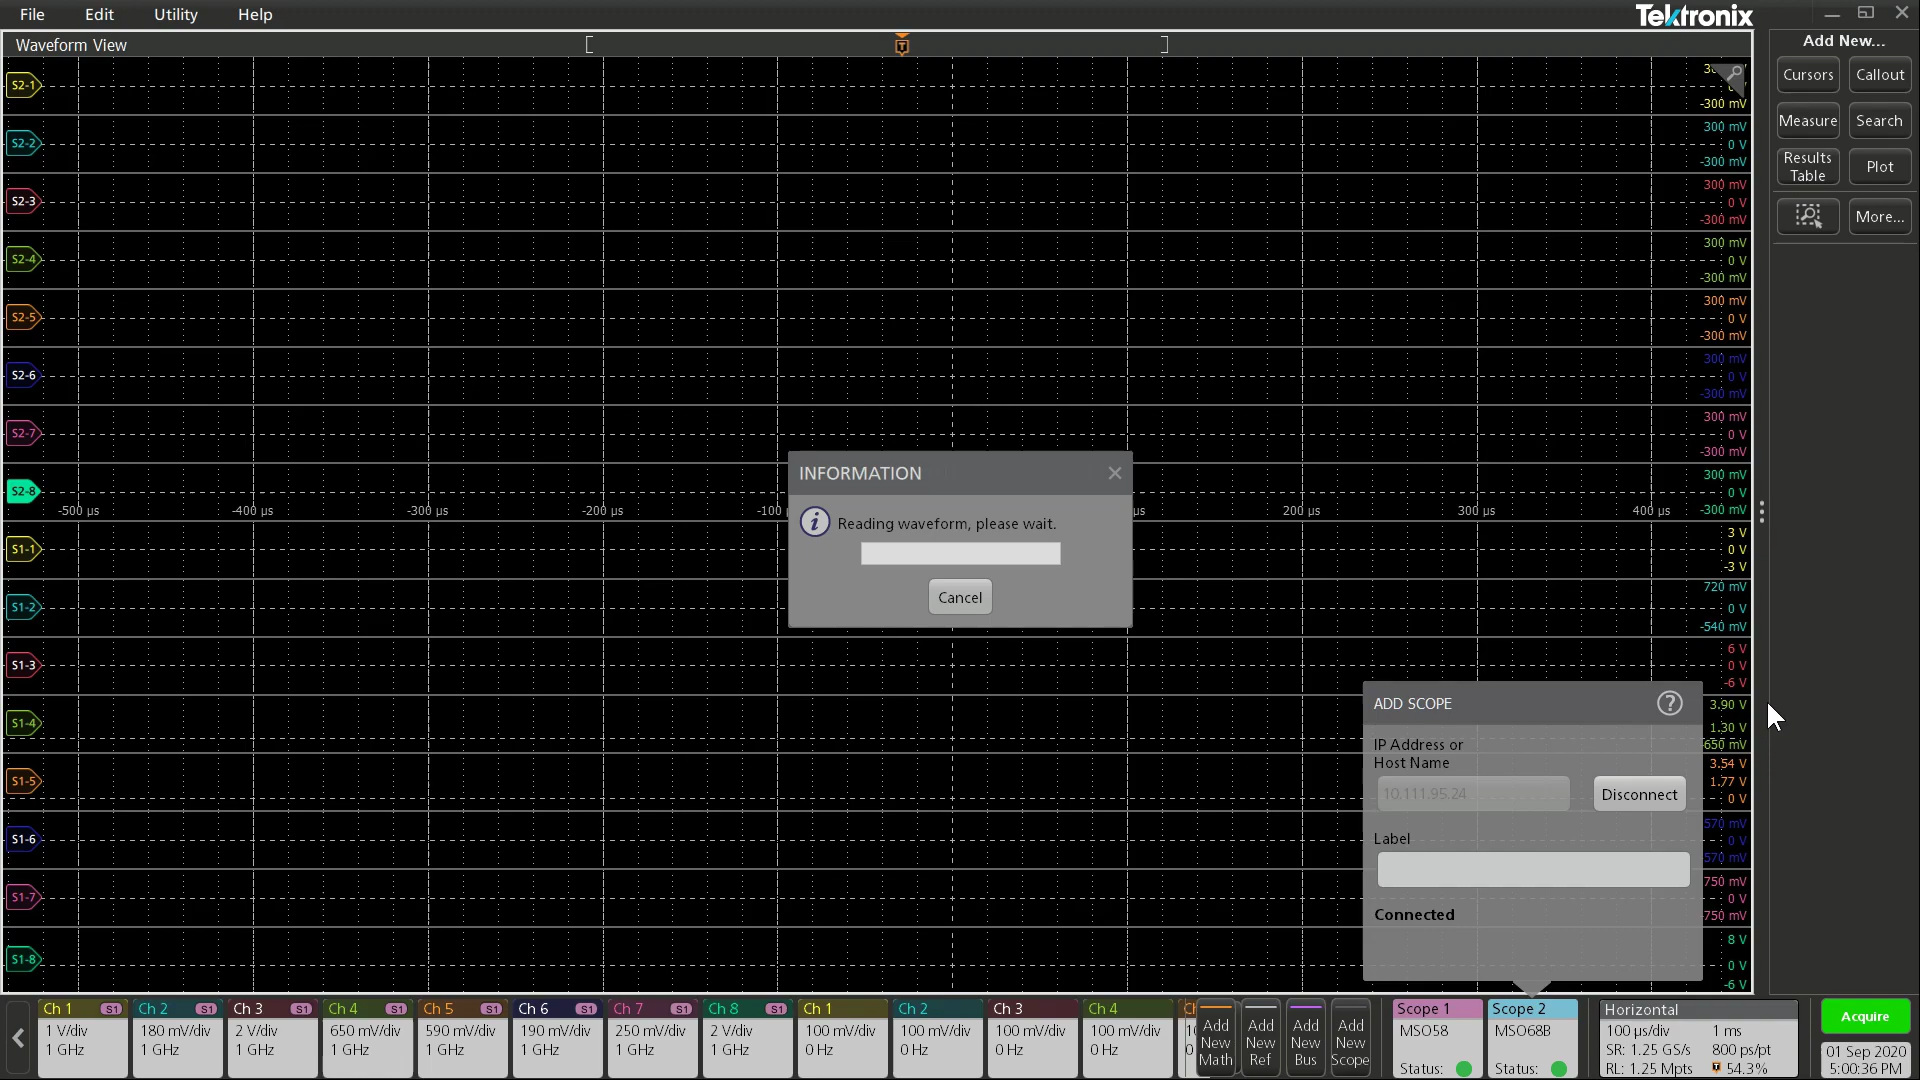 File Edit Utility Help
Tektronix
Waveform View
T
Add New...
Cursors Callout
Measure Search
Results Table Plot
More...
S2-1
-300 mV
S2-2
300 mV
0 V
-300 mV
S2-3
300 mV
0 V
-300 mV
S2-4
300 mV
0 V
-300 mV
S2-5
300 mV
0 V
-300 mV
S2-6
300 mV
0 V
-300 mV
S2-7
300 mV
0 V
-300 mV
S2-8
300 mV
0 V
-300 mV
-500 µs -400 µs -300 µs -200 µs -100 µs 200 µs 300 µs 400 µs
INFORMATION
Reading waveform, please wait.
Cancel
S1-1
3 V
0 V
-3 V
S1-2
720 mV
0 V
-540 mV
S1-3
6 V
0 V
-6 V
S1-4
3.90 V
1.30 V
650 mV
S1-5
3.54 V
1.77 V
0 V
S1-6
570 mV
0 V
570 mV
S1-7
750 mV
0 V
-750 mV
S1-8
8 V
0 V
-6 V
ADD SCOPE
?
IP Address or
Host Name
10.111.95.24
Disconnect
Label
Connected
Ch 1 S1
1 V/div
1 GHz
Ch 2 S1
180 mV/div
1 GHz
Ch 3 S1
2 V/div
1 GHz
Ch 4 S1
650 mV/div
1 GHz
Ch 5 S1
590 mV/div
1 GHz
Ch 6 S1
190 mV/div
1 GHz
Ch 7 S1
250 mV/div
1 GHz
Ch 8 S1
2 V/div
1 GHz
Ch 1
100 mV/div
0 Hz
Ch 2
100 mV/div
0 Hz
Ch 3
100 mV/div
0 Hz
Ch 4
100 mV/div
0 Hz
Add
New
Math
Add
New
Ref
Add
New
Bus
Add
New
Scope
Scope 1
MSO58
Status:
Scope 2
MSO68B
Status:
Horizontal
100 µs/div 1 ms
SR: 1.25 GS/s 800 ps/pt
RL: 1.25 Mpts T 54.3%
Acquire
01 Sep 2020
5:00:36 PM